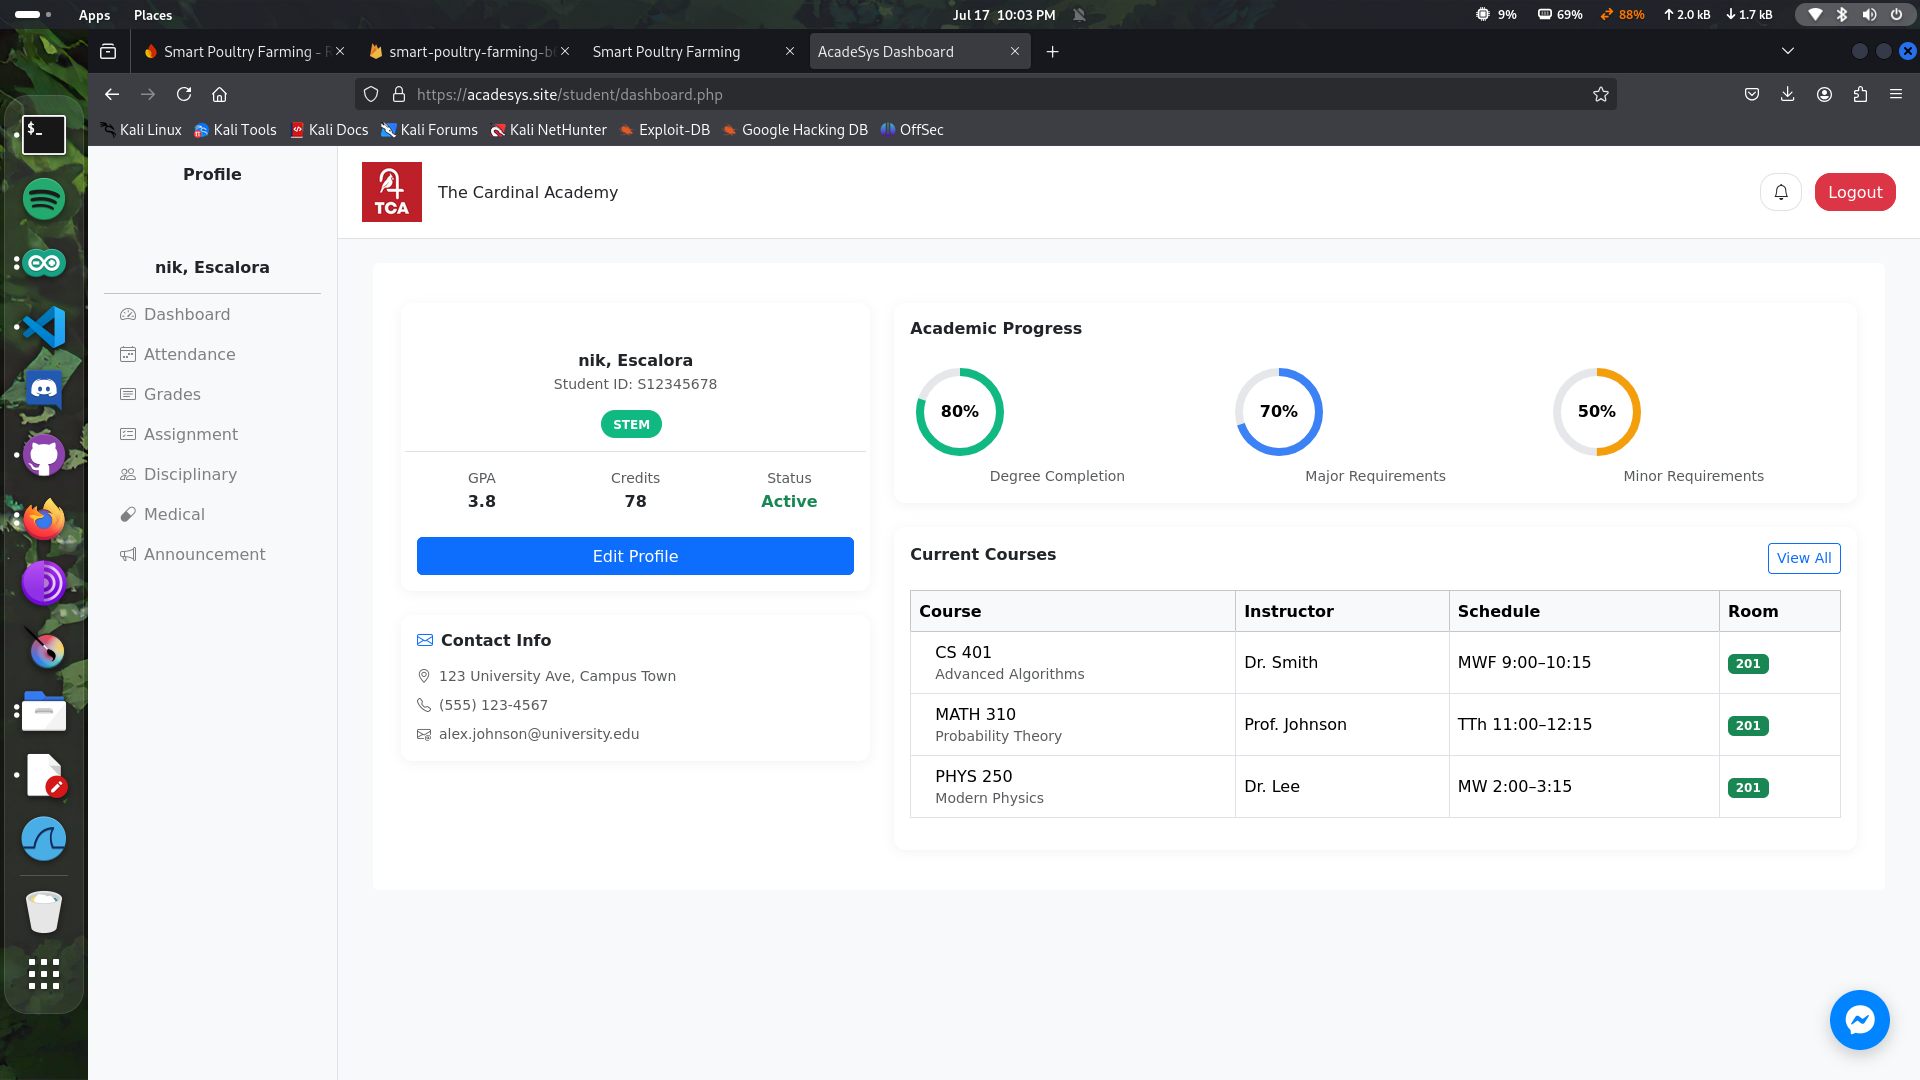 Apps Places Jul 17 10:03 PM 9% 69% 88% 2.0 kB 1.7 kB
Smart Poultry Farming - smart-poultry-farming- Smart Poultry Farming AcadeSys Dashboard
https://acadesys.site/student/dashboard.php
Kali Linux Kali Tools Kali Docs Kali Forums Kali NetHunter Exploit-DB Google Hacking DB OffSec
Profile
nik, Escalora
Dashboard
Attendance
Grades
Assignment
Disciplinary
Medical
Announcement
TCA
The Cardinal Academy
Logout
nik, Escalora
Student ID: S12345678
STEM
GPA Credits Status
3.8 78 Active
Edit Profile
Contact Info
123 University Ave, Campus Town
(555) 123-4567
alex.johnson@university.edu
Academic Progress
80% 70% 50%
Degree Completion Major Requirements Minor Requirements
Current Courses
View All
Course Instructor Schedule Room
CS 401
Advanced Algorithms
Dr. Smith MWF 9:00–10:15 201
MATH 310
Probability Theory
Prof. Johnson TTh 11:00–12:15 201
PHYS 250
Modern Physics
Dr. Lee MW 2:00–3:15 201